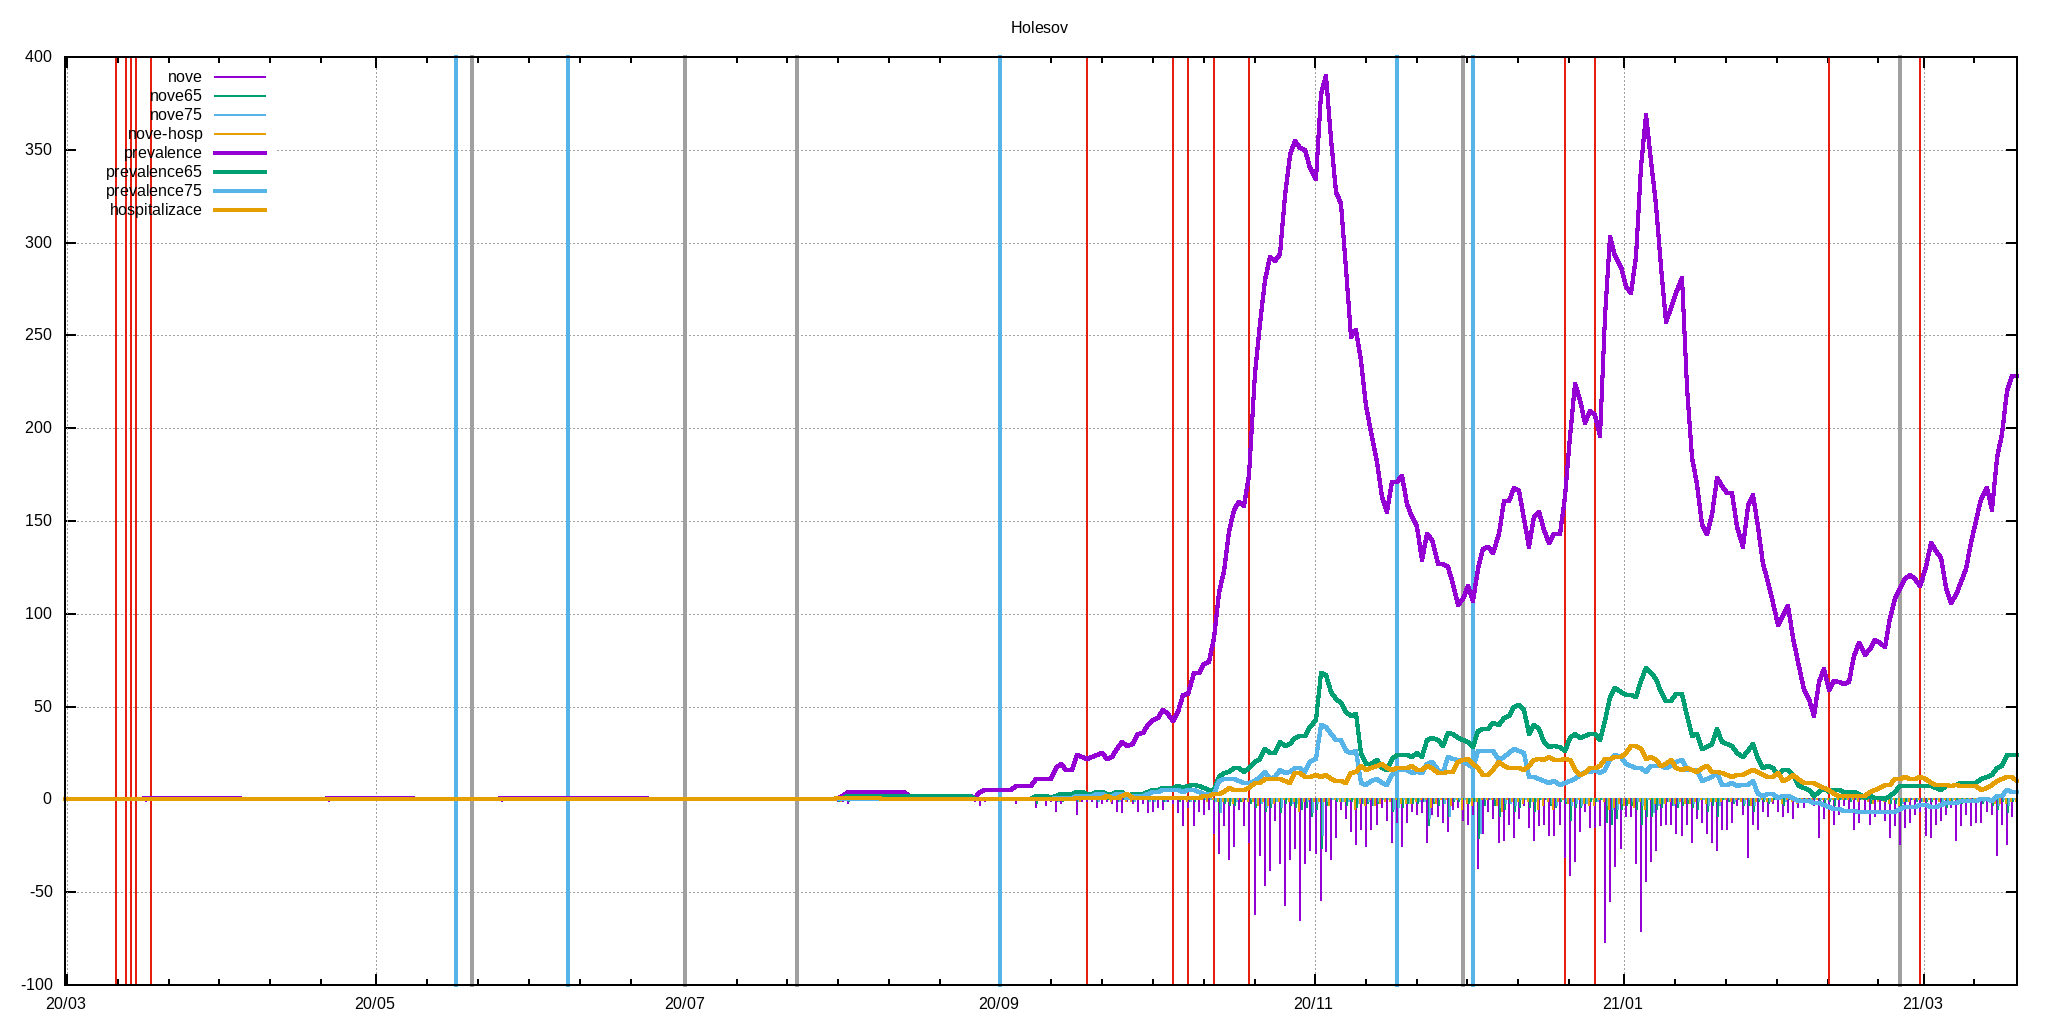 Holesov
400
350
300
250
200
150
100
50
0
-50
-100
nove
nove65
nove75
nove-hosp
prevalence
prevalence65
prevalence75
hospitalizace
20/03 20/05 20/07 20/09 20/11 21/01 21/03